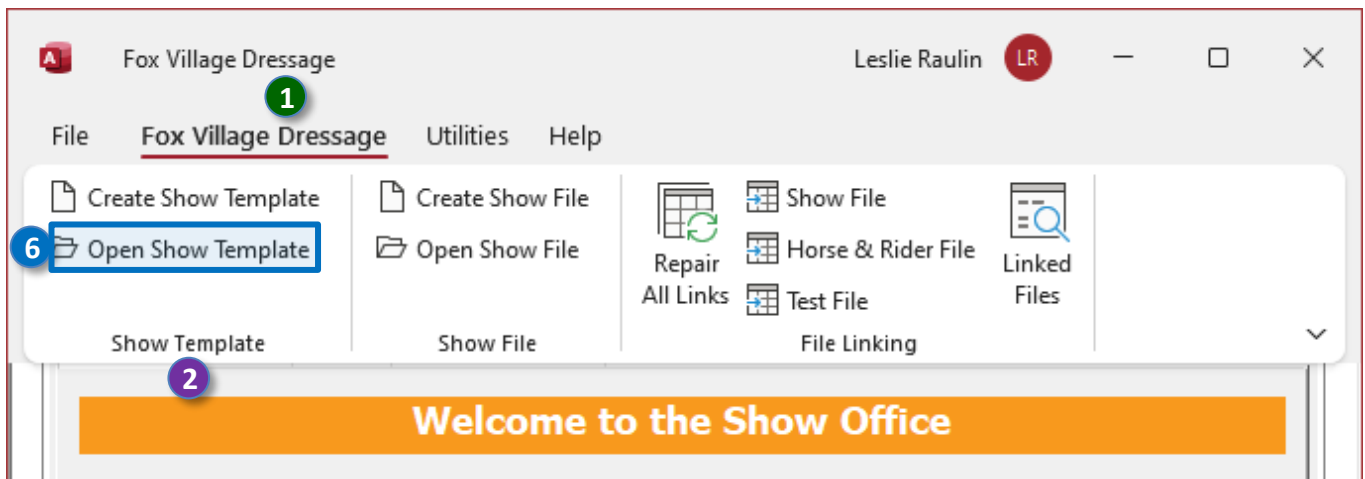 A Fox Village Dressage Leslie Raulin LR
1
File Fox Village Dressage Utilities Help
Create Show Template Create Show File Show File
6 Open Show Template Open Show File Repair All Links Horse & Rider File Linked Files
Test File
Show Template Show File File Linking
2
Welcome to the Show Office